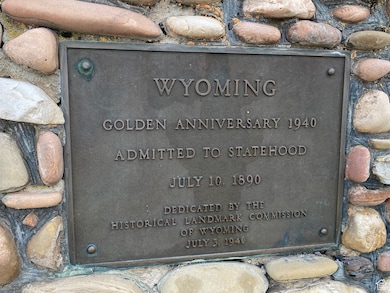 WYOMING
GOLDEN ANNIVERSARY 1940
ADMITTED TO STATEHOOD
JULY 10, 1890
DEDICATED BY THE
HISTORICAL LANDMARK COMMISSION
OF WYOMING
JULY 3 1941